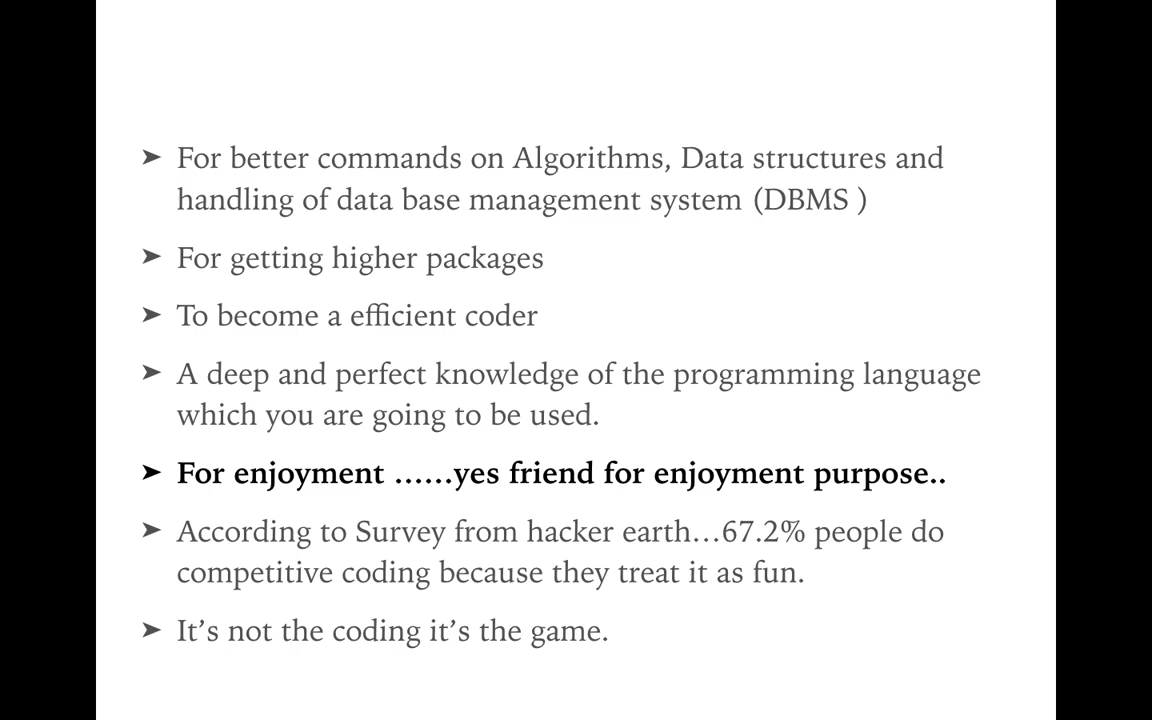 ➤ For better commands on Algorithms, Data structures and
handling of data base management system (DBMS )
➤ For getting higher packages
➤ To become a efficient coder
➤ A deep and perfect knowledge of the programming language
which you are going to be used.
➤ For enjoyment ……yes friend for enjoyment purpose..
➤ According to Survey from hacker earth…67.2% people do
competitive coding because they treat it as fun.
➤ It’s not the coding it’s the game.